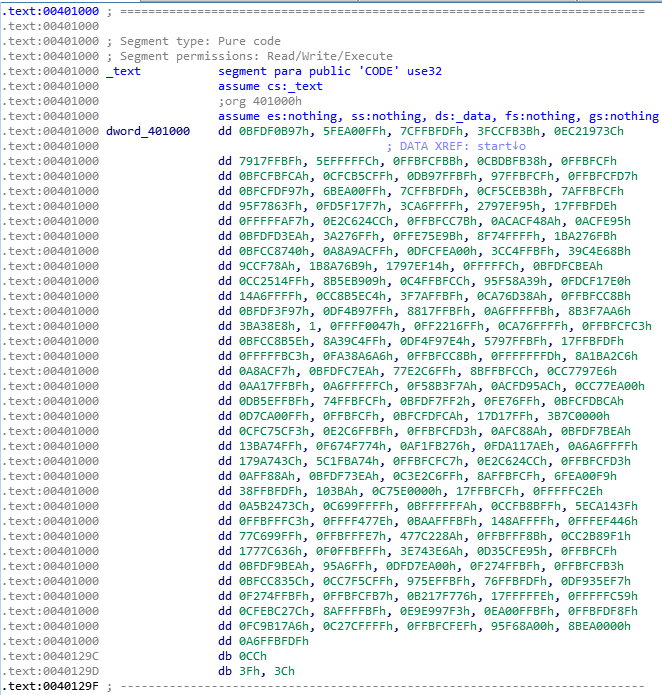 .text:00401000 ; ===========================================================================
.text:00401000
.text:00401000 ; Segment type: Pure code
.text:00401000 ; Segment permissions: Read/Write/Execute
.text:00401000 _text segment para public 'CODE' use32
.text:00401000 assume cs:_text
.text:00401000 ;org 401000h
.text:00401000 assume es:nothing, ss:nothing, ds:_data, fs:nothing, gs:nothing
.text:00401000 dword_401000 dd 0BFDF0B97h, 5FEA00FFh, 7CFFBFDFh, 3FCCFB3Bh, 0EC21973Ch
.text:00401000 ; DATA XREF: start↓o
.text:00401000 dd 7917FFBFh, 5EFFFFFCh, 0FFBFCFBBh, 0CBDBFB38h, 0FFBFCFh
.text:00401000 dd 0BFCFBFCAh, 0CFCB5CFFh, 0DB97FFBFh, 97FFBFCFh, 0FFBFCFD7h
.text:00401000 dd 0BFCFDF97h, 6BEA00FFh, 7CFFBFDFh, 0CF5CEB3Bh, 7AFFBFCFh
.text:00401000 dd 95F7863Fh, 0FD5F17F7h, 3CA6FFFFh, 2797EF95h, 17FFBFDEh
.text:00401000 dd 0FFFFFAF7h, 0E2C624CCh, 0FFBFCC7Bh, 0ACACF48Ah, 0ACFE95h
.text:00401000 dd 0BFDFD3EAh, 3A276FFh, 0FFE75E9Bh, 8F74FFFFh, 1BA276FBh
.text:00401000 dd 0BFCC8740h, 0A8A9ACFFh, 0DFCFEA00h, 3CC4FFBFh, 39C4E68Bh
.text:00401000 dd 9CCF78Ah, 1B8A76B9h, 1797EF14h, 0FFFFFCh, 0BFDFCBEAh
.text:00401000 dd 0CC2514FFh, 8B5EB909h, 0C4FFBFCCh, 95F58A39h, 0FDCF17E0h
.text:00401000 dd 14A6FFFFh, 0CC8B5EC4h, 3F7AFFBFh, 0CA76D38Ah, 0FFBFCC8Bh
.text:00401000 dd 0BFDF3F97h, 0DF4B97FFh, 8817FFBFh, 0A6FFFFFBh, 8B3F7AA6h
.text:00401000 dd 3BA38E8h, 1, 0FFFF0047h, 0FF2216FFh, 0CA76FFFFh, 0FFBFCFC3h
.text:00401000 dd 0BFCC8B5Eh, 8A39C4FFh, 0DF4F97E4h, 5797FFBFh, 17FFBFDFh
.text:00401000 dd 0FFFFFBC3h, 0FA38A6A6h, 0FFBFCC8Bh, 0FFFFFFFDh, 8A1BA2C6h
.text:00401000 dd 0A8ACF7h, 0BFDFC7EAh, 77E2C6FFh, 8BFFBFCCh, 0CC7797E6h
.text:00401000 dd 0AA17FFBFh, 0A6FFFFFCh, 0F58B3F7Ah, 0ACFD95ACh, 0CC77EA00h
.text:00401000 dd 0DB5EFFBFh, 74FFBFCFh, 0BFDF7FF2h, 0FE76FFh, 0BFCFDBCAh
.text:00401000 dd 0D7CA00FFh, 0FFBFCFh, 0BFCFDFCAh, 17D17FFh, 3B7C0000h
.text:00401000 dd 0CFC75CF3h, 0E2C6FFBFh, 0FFBFCFD3h, 0AFC88Ah, 0BFDF7BEAh
.text:00401000 dd 13BA74FFh, 0F674F774h, 0AF1FB276h, 0FDA117AEh, 0A6A6FFFFh
.text:00401000 dd 179A743Ch, 5C1FBA74h, 0FFBFCFC7h, 0E2C624CCh, 0FFBFCFD3h
.text:00401000 dd 0AFF88Ah, 0BFDF73EAh, 0C3E2C6FFh, 8AFFBFCFh, 6FEA00F9h
.text:00401000 dd 38FFBFDFh, 103BAh, 0C75E0000h, 17FFBFCFh, 0FFFFFC2Eh
.text:00401000 dd 0A5B2473Ch, 0C699FFFFh, 0BFFFFFFAh, 0CCFB8BFFh, 5ECA143Fh
.text:00401000 dd 0FFBFFFC3h, 0FFFF477Eh, 0BAAFFFBFh, 148AFFFFh, 0FFFEF446h
.text:00401000 dd 77C699FFh, 0FFBFFFE7h, 477C228Ah, 0FFBFFF8Bh, 0CC2B89F1h
.text:00401000 dd 1777C636h, 0F0FFBFFFh, 3E743E6Ah, 0D35CFE95h, 0FFBFCFh
.text:00401000 dd 0BFDF9BEAh, 95A6FFh, 0DFD7EA00h, 0F274FFBFh, 0FFBFCFB3h
.text:00401000 dd 0BFCC835Ch, 0CC7F5CFFh, 975EFFBFh, 76FFBFDFh, 0DF935EF7h
.text:00401000 dd 0F274FFBFh, 0FFBFCFB7h, 0B217F776h, 17FFFFFEh, 0FFFFFC59h
.text:00401000 dd 0CFEBC27Ch, 8AFFFFBFh, 0E9E997F3h, 0EA00FFBFh, 0FFBFDF8Fh
.text:00401000 dd 0FC9B17A6h, 0C27CFFFFh, 0FFBFCFEFh, 95F68A00h, 8BEA0000h
.text:00401000 dd 0A6FFBFDFh
.text:0040129C db 0CCh
.text:0040129D db 3Fh, 3Ch
.text:0040129F ; ---------------------------------------------------------------------------